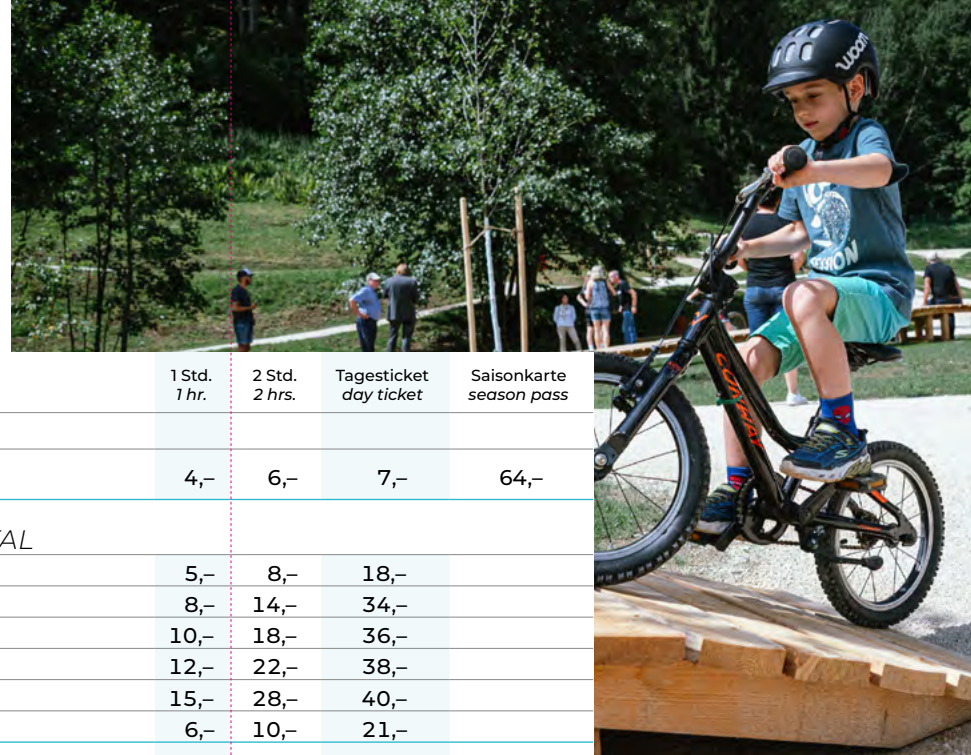 woom
SESSION
CONWAY
1 Std. 2 Std. Tagesticket Saisonkarte
1 hr. 2 hrs. day ticket season pass
4,– 6,– 7,– 64,–
AL
5,– 8,– 18,–
8,– 14,– 34,–
10,– 18,– 36,–
12,– 22,– 38,–
15,– 28,– 40,–
6,– 10,– 21,–